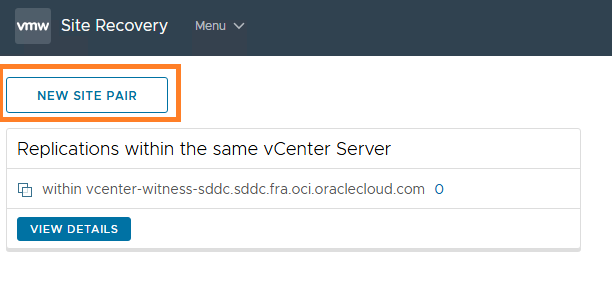 vmw Site Recovery Menu
NEW SITE PAIR
Replications within the same vCenter Server
within vcenter-witness-sddc.sddc.fra.oci.oraclecloud.com 0
VIEW DETAILS